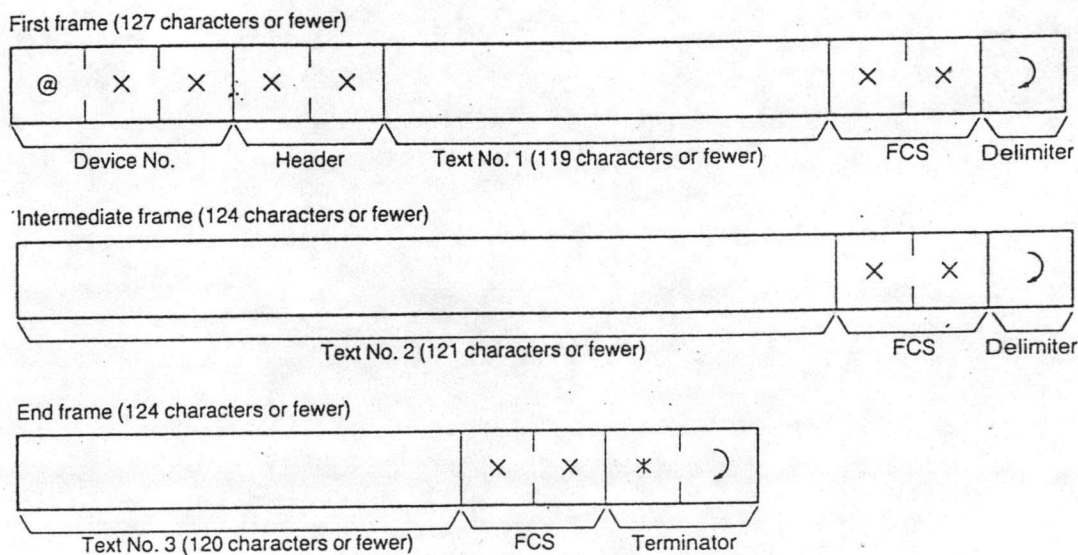 First frame (127 characters or fewer)
@ × × × × × ×
Device No. Header Text No. 1 (119 characters or fewer) FCS Delimiter
Intermediate frame (124 characters or fewer)
× ×
Text No. 2 (121 characters or fewer) FCS Delimiter
End frame (124 characters or fewer)
× × *
Text No. 3 (120 characters or fewer) FCS Terminator